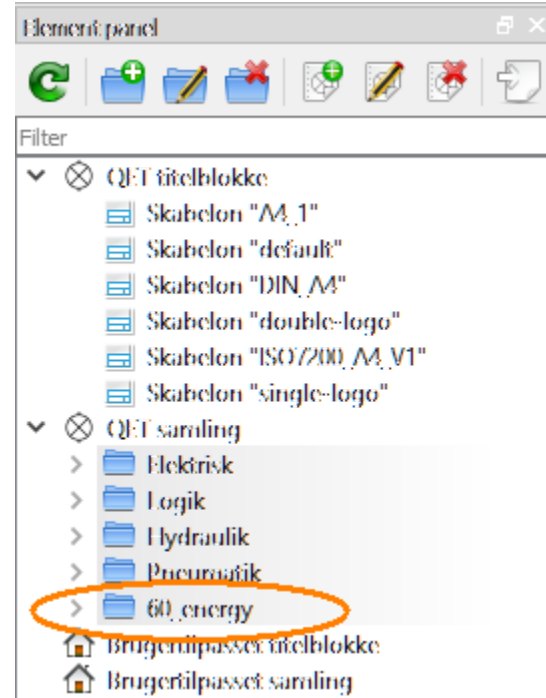 Element panel
Filter
QET titelblokke
Skabelon "A4_1"
Skabelon "default"
Skabelon "DIN_A4"
Skabelon "double-logo"
Skabelon "ISO7200_A4_V1"
Skabelon "single-logo"
QET samling
Elektrisk
Logik
Hydraulik
Pneumatik
60_energy
Brugertilpasset titelblokke
Brugertilpasset samling